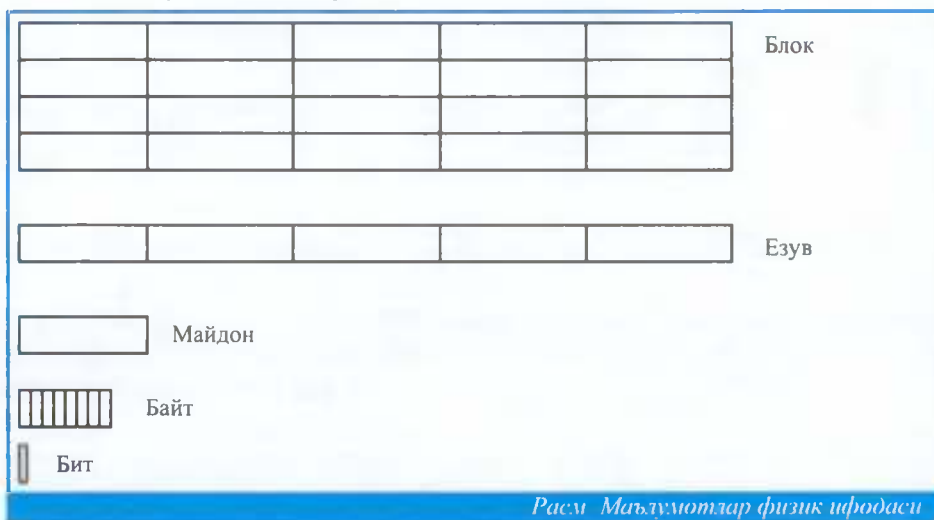 Блок
Езув
Майдон
Байт
Бит
Расм Маълумотлар физик ифодаси